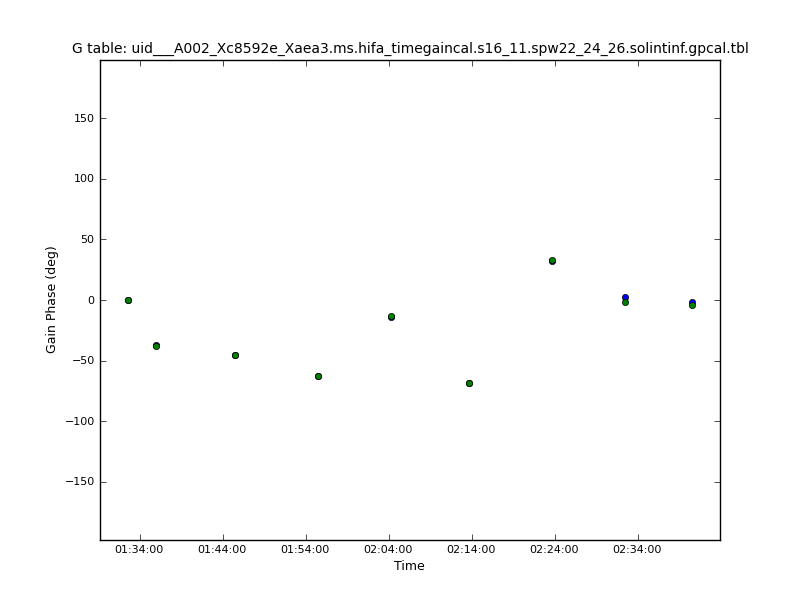 G table: uid___A002_Xc8592e_Xaea3.ms.hifa_timegaincal.s16_11.spw22_24_26.solintinf.gpcal.tbl
150
100
50
0
−50
−100
−150
Gain Phase (deg)
01:34:00 01:44:00 01:54:00 02:04:00 02:14:00 02:24:00 02:34:00
Time